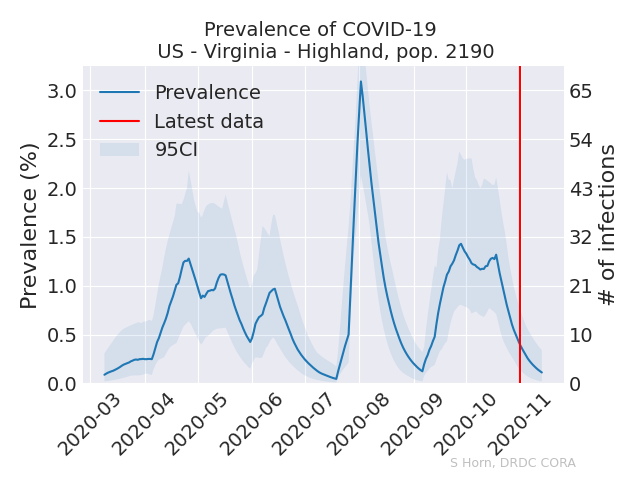 Prevalence of COVID-19
US - Virginia - Highland, pop. 2190
Prevalence
Latest data
95CI
Prevalence (%)
3.0
2.5
2.0
1.5
1.0
0.5
0.0
65
54
43
32
21
10
0
# of infections
2020-03
2020-04
2020-05
2020-06
2020-07
2020-08
2020-09
2020-10
2020-11
S Horn, DRDC CORA